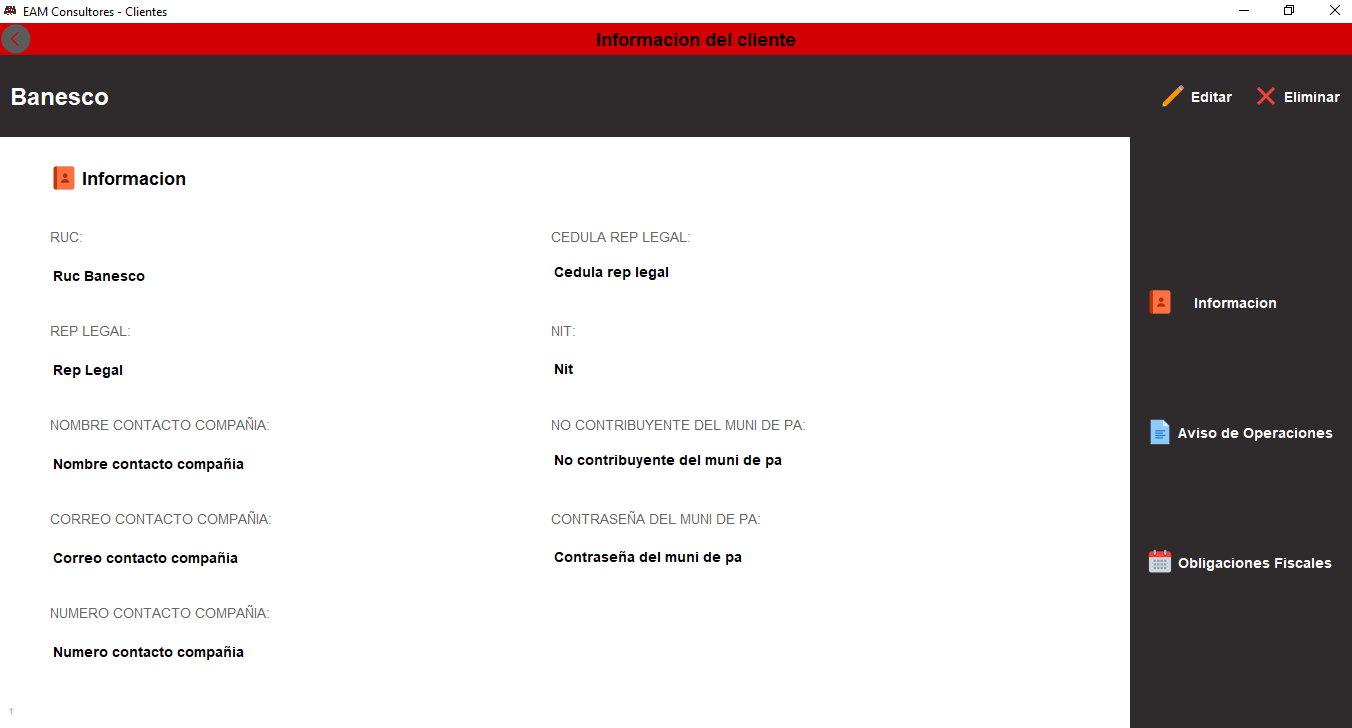 EAM Consultores - Clientes
Informacion del cliente
Banesco
Editar
Eliminar
Informacion
RUC:
Ruc Banesco
CEDULA REP LEGAL:
Cedula rep legal
REP LEGAL:
Rep Legal
NIT:
Nit
NOMBRE CONTACTO COMPAÑIA:
Nombre contacto compañia
NO CONTRIBUYENTE DEL MUNI DE PA:
No contribuyente del muni de pa
CORREO CONTACTO COMPAÑIA:
Correo contacto compañia
CONTRASEÑA DEL MUNI DE PA:
Contraseña del muni de pa
NUMERO CONTACTO COMPAÑIA:
Numero contacto compañia
1
Informacion
Aviso de Operaciones
Obligaciones Fiscales